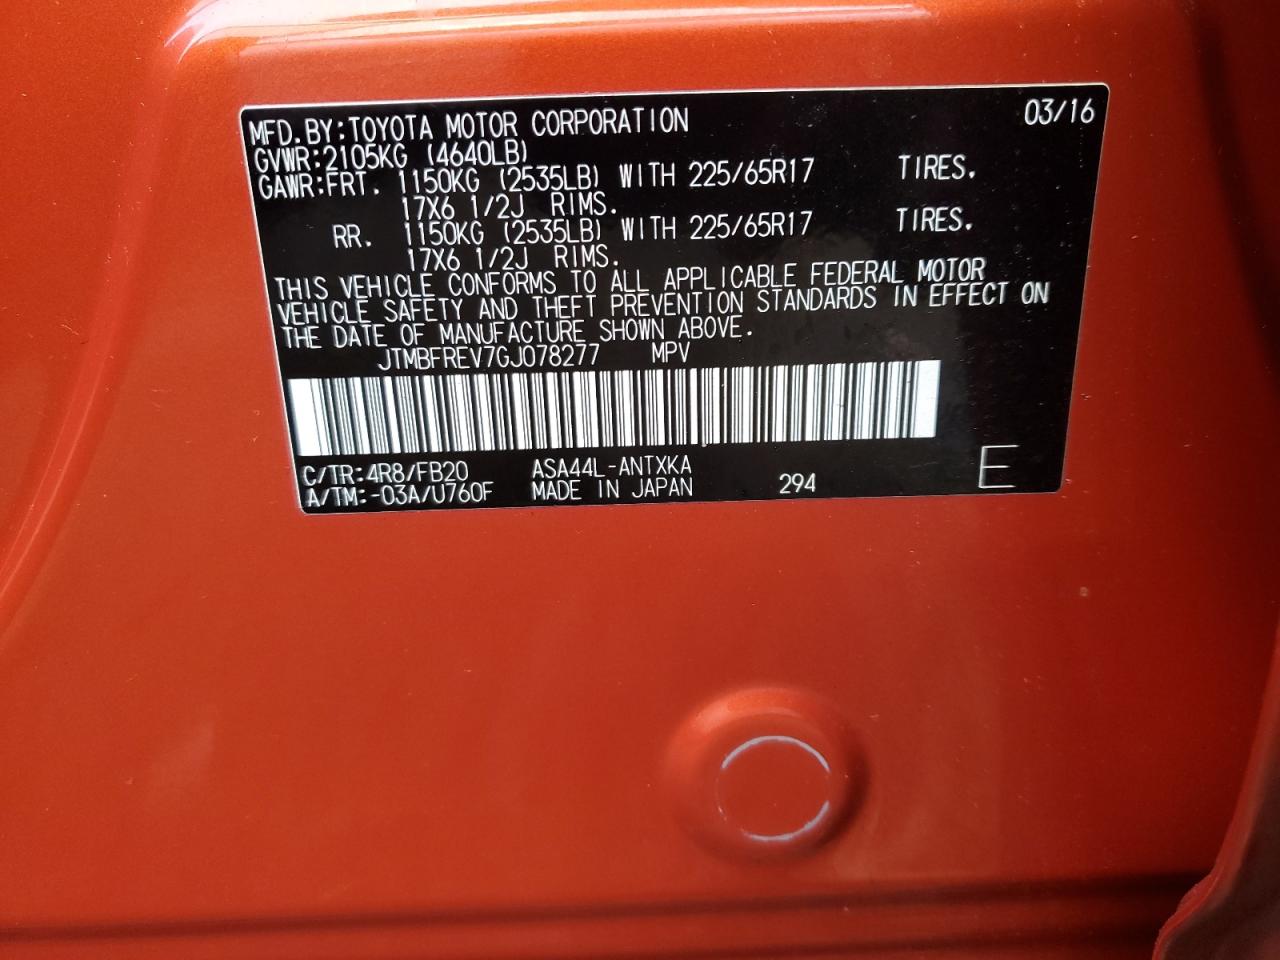 MFD.BY:TOYOTA MOTOR CORPORATION 03/16
GVWR:2105KG (4640LB)
GAWR:FRT. 1150KG (2535LB) WITH 225/65R17 TIRES.
17X6 1/2J RIMS.
RR. 1150KG (2535LB) WITH 225/65R17 TIRES.
17X6 1/2J RIMS.
THIS VEHICLE CONFORMS TO ALL APPLICABLE FEDERAL MOTOR
VEHICLE SAFETY AND THEFT PREVENTION STANDARDS IN EFFECT ON
THE DATE OF MANUFACTURE SHOWN ABOVE.
JTMBFREV7GJ078277 MPV
C/TR:4R8/FB20 ASA44L-ANTXKA
A/TM:-03A/U760F MADE IN JAPAN 294 E